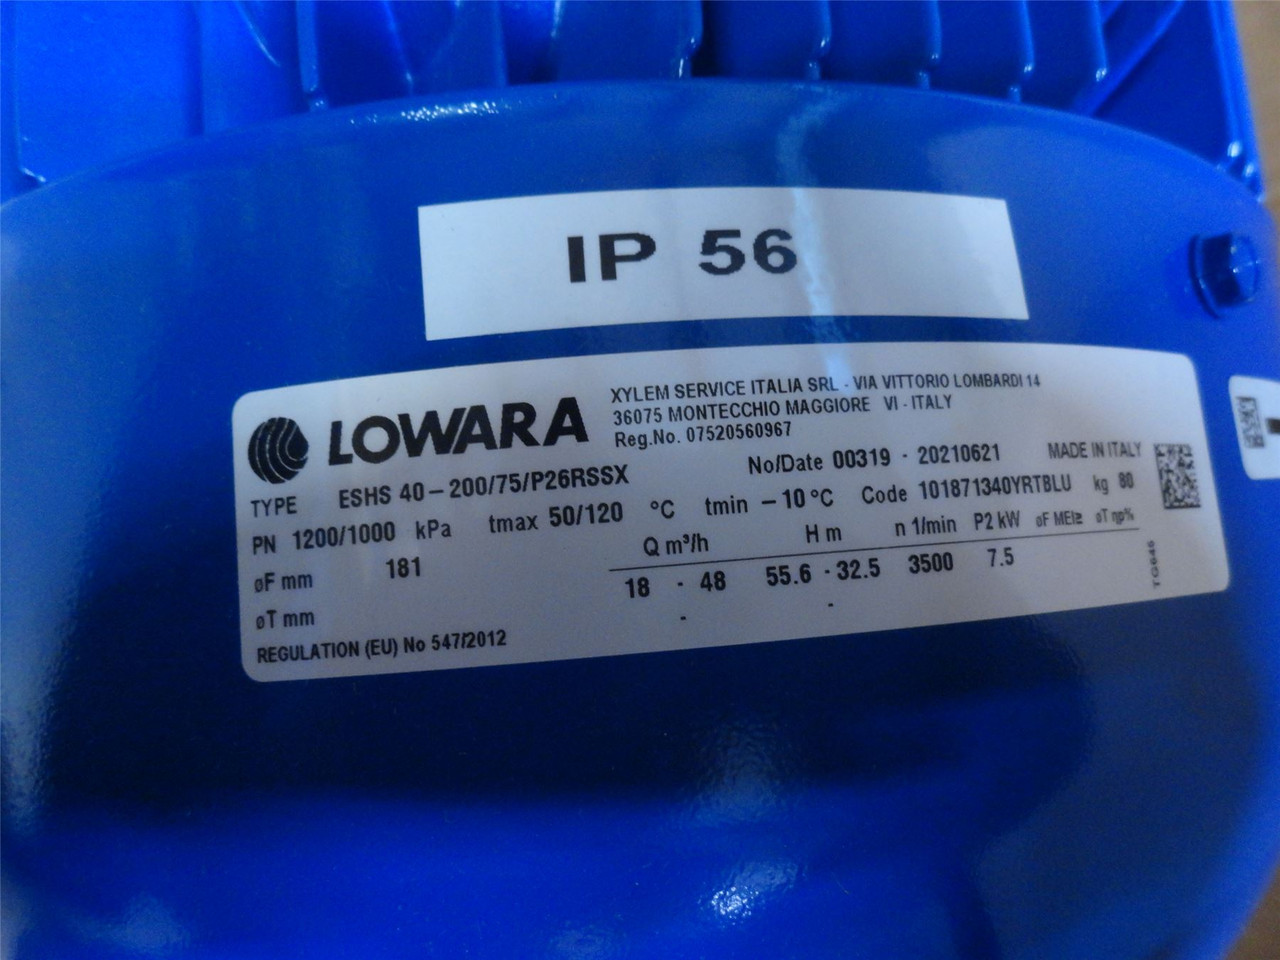 IP 56
LOWARA
XYLEM SERVICE ITALIA SRL - VIA VITTORIO LOMBARDI 14
36075 MONTECCHIO MAGGIORE VI - ITALY
Reg.No. 07520560967
No/Date 00319 - 20210621 MADE IN ITALY
TYPE ESHS 40-200/75/P26RSSX Code 101871340YRTBLU kg 80
PN 1200/1000 kPa tmax 50/120 °C tmin -10 °C
Q m³/h H m n 1/min P2 kW øF MEI≥ øT ηp%
øF mm 181 18 - 48 55.6 - 32.5 3500 7.5
øT mm - -
REGULATION (EU) No 547/2012
TG646